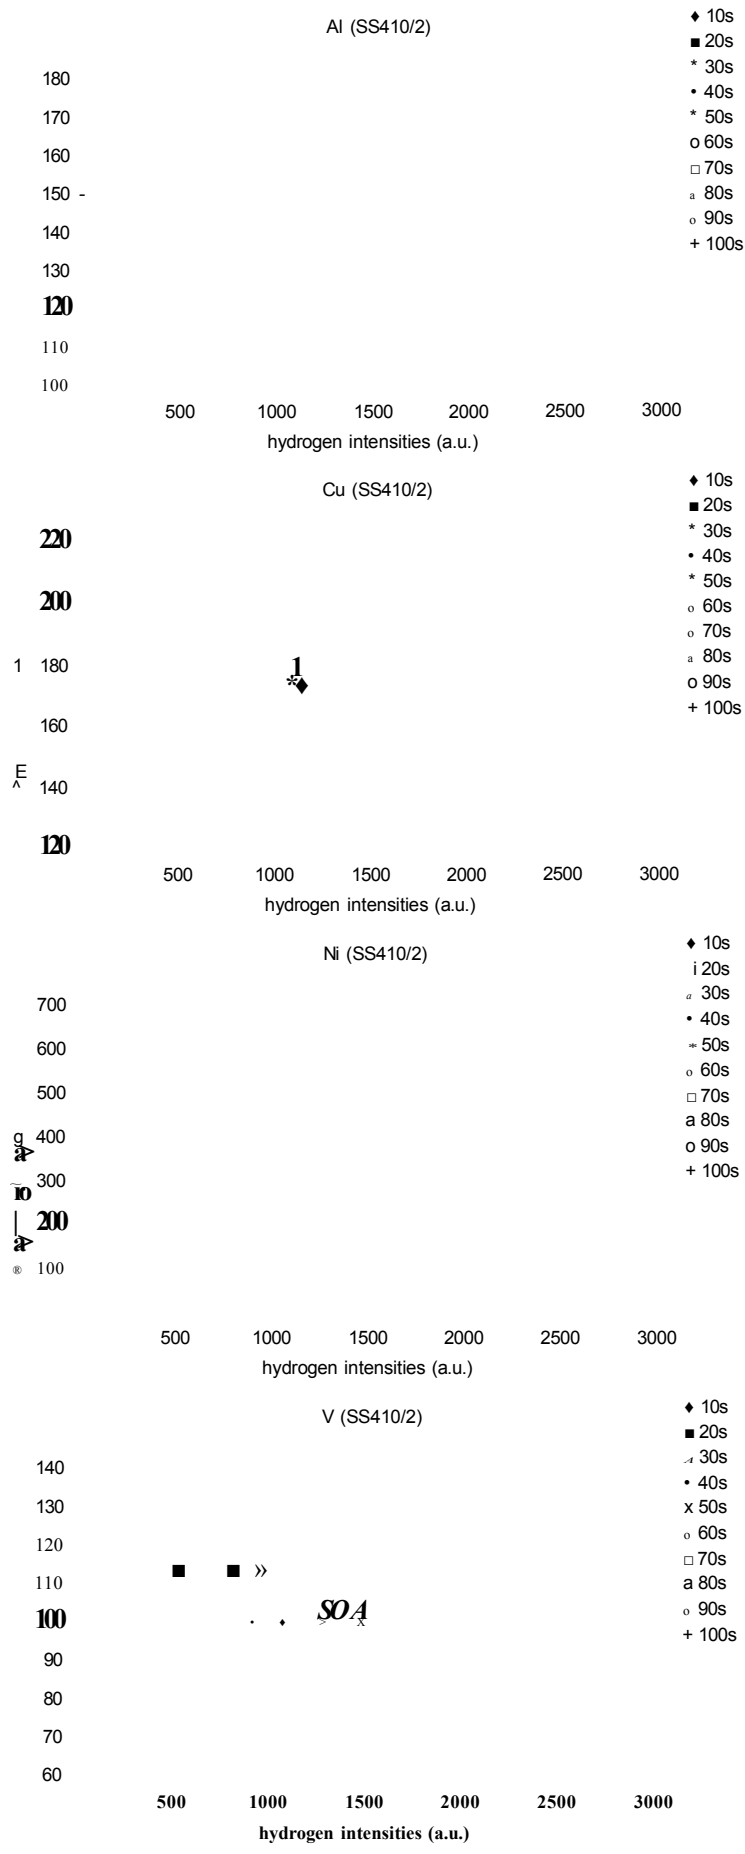 Al (SS410/2)
♦ 10s
■ 20s
* 30s
• 40s
* 50s
o 60s
□ 70s
a 80s
o 90s
+ 100s
180
170
160
150 -
140
130
120
110
100
500 1000 1500 2000 2500 3000
hydrogen intensities (a.u.)
Cu (SS410/2)
♦ 10s
■ 20s
* 30s
• 40s
* 50s
o 60s
o 70s
a 80s
o 90s
+ 100s
220
200
1 180
1
*♦
160
E
^ 140
120
500 1000 1500 2000 2500 3000
hydrogen intensities (a.u.)
Ni (SS410/2)
♦ 10s
i 20s
a 30s
• 40s
* 50s
o 60s
□ 70s
a 80s
o 90s
+ 100s
700
600
500
g 400
300
200
® 100
500 1000 1500 2000 2500 3000
hydrogen intensities (a.u.)
V (SS410/2)
♦ 10s
■ 20s
A 30s
• 40s
x 50s
o 60s
□ 70s
a 80s
o 90s
+ 100s
140
130
120
■ ■ »
110
SOA
100
• ♦ > x
90
80
70
60
500 1000 1500 2000 2500 3000
hydrogen intensities (a.u.)